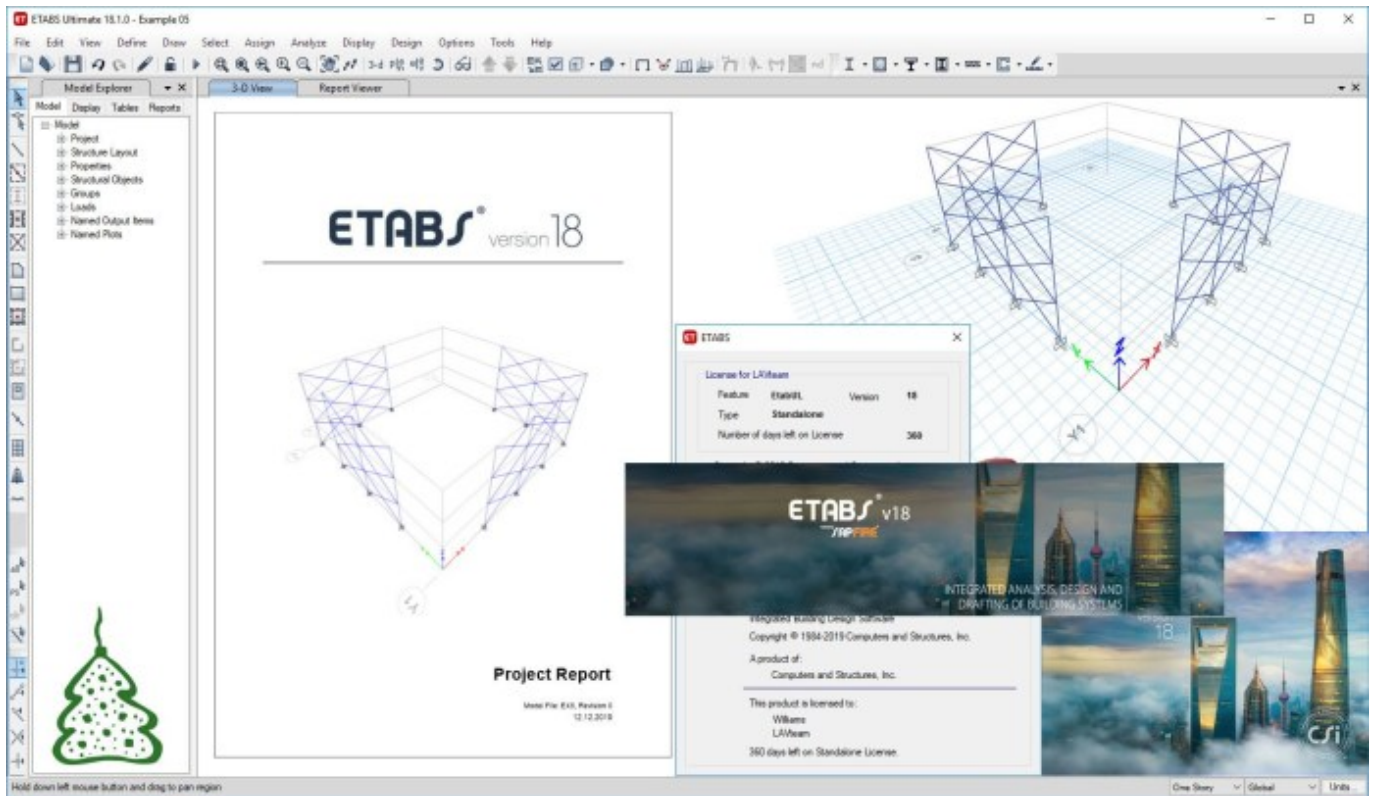 ETABS Ultimate 18.1.0 - Example 05
File Edit View Define Draw Select Assign Analyze Display Design Options Tools Help
Model Explorer
3-D View Report Viewer
Model Display Tables Reports
Model
Project
Structure Layout
Properties
Structural Objects
Groups
Loads
Named Output Items
Named Plots
ETABS® version 18
Project Report
12.12.2019
ETABS
License for LAVteam
Feature Version 18
Type Standalone
Number of days left on License 360
ETABS® v18
SAPFIRE
INTEGRATED ANALYSIS, DESIGN AND
DRAFTING OF BUILDING SYSTEMS
Integrated Building Design Software
Copyright © 1984-2019 Computers and Structures, Inc.
A product of:
Computers and Structures, Inc.
This product is licensed to:
Williams
LAVteam
360 days left on Standalone License.
18
CSi
Hold down left mouse button and drag to pan region
One Story Global Units...